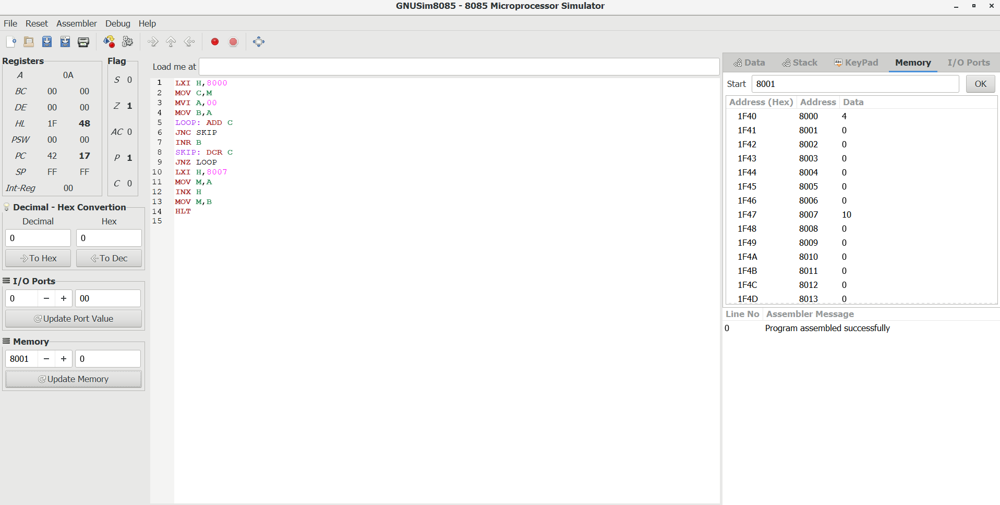 GNUSim8085 - 8085 Microprocessor Simulator
File Reset Assembler Debug Help
Registers
A 0A
BC 00 00
DE 00 00
HL 1F 48
PSW 00 00
PC 42 17
SP FF FF
Int-Reg 00
Flag
S 0
Z 1
AC 0
P 1
C 0
Decimal - Hex Convertion
Decimal Hex
0 0
To Hex To Dec
I/O Ports
0 − + 00
Update Port Value
Memory
8001 − + 0
Update Memory
Load me at
1 LXI H,8000
2 MOV C,M
3 MVI A,00
4 MOV B,A
5 LOOP: ADD C
6 JNC SKIP
7 INR B
8 SKIP: DCR C
9 JNZ LOOP
10 LXI H,8007
11 MOV M,A
12 INX H
13 MOV M,B
14 HLT
15
Data Stack Abc KeyPad Memory I/O Ports
Start 8001 OK
Address (Hex) Address Data
1F40 8000 4
1F41 8001 0
1F42 8002 0
1F43 8003 0
1F44 8004 0
1F45 8005 0
1F46 8006 0
1F47 8007 10
1F48 8008 0
1F49 8009 0
1F4A 8010 0
1F4B 8011 0
1F4C 8012 0
1F4D 8013 0
Line No Assembler Message
0 Program assembled successfully